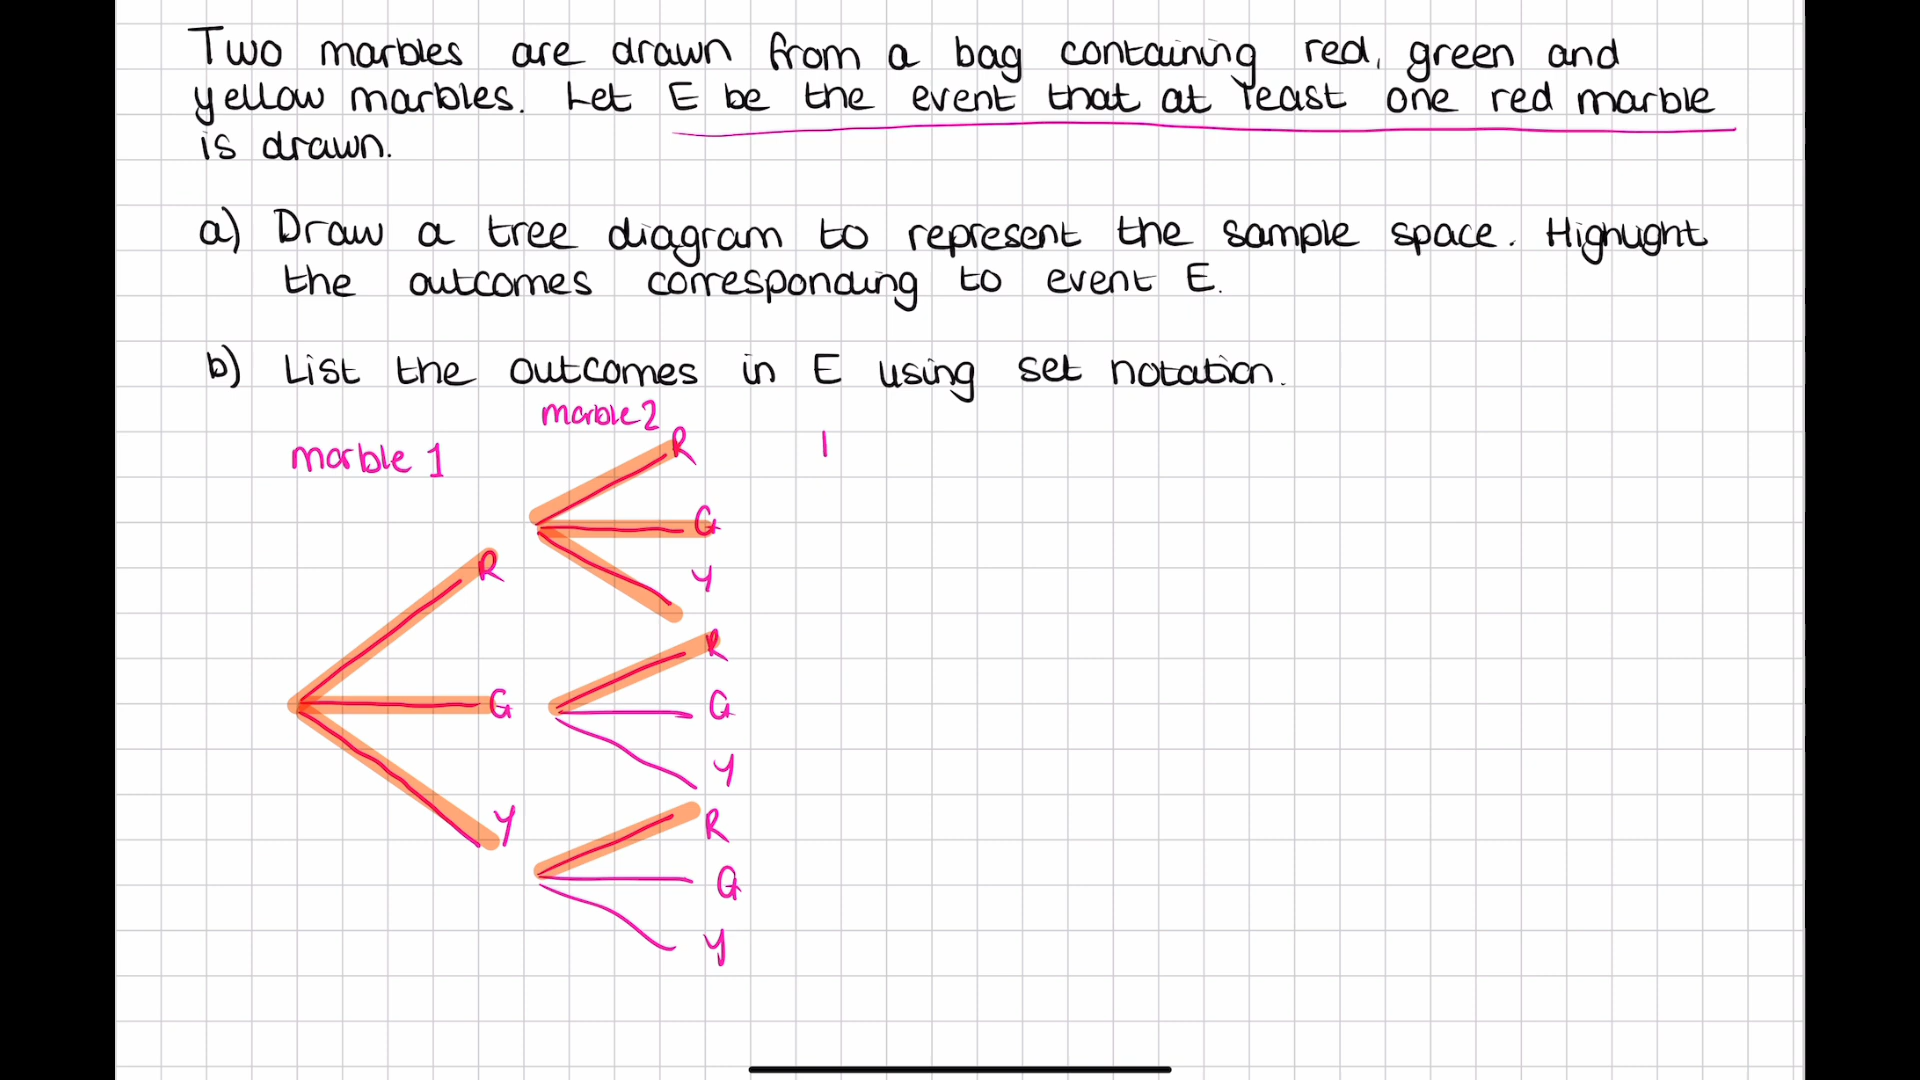 Two marbles are drawn from a bag containing red, green and
yellow marbles. Let E be the event that at least one red marble
is drawn.
a) Draw a tree diagram to represent the sample space. Highlight
the outcomes corresponding to event E.
b) List the outcomes in E using set notation.
marble 2
marble 1
R
G
Y
R
R
G
G
Y
Y
R
G
Y